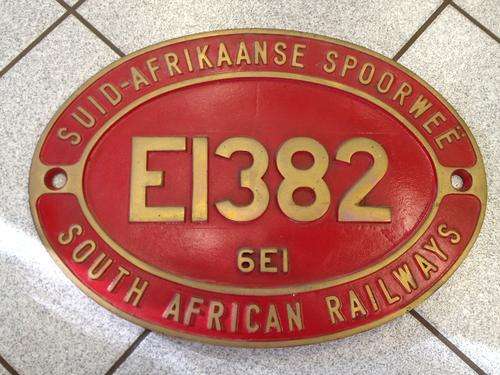 SUID-AFRIKAANSE SPOORWEË
E1382
6E1
SOUTH AFRICAN RAILWAYS